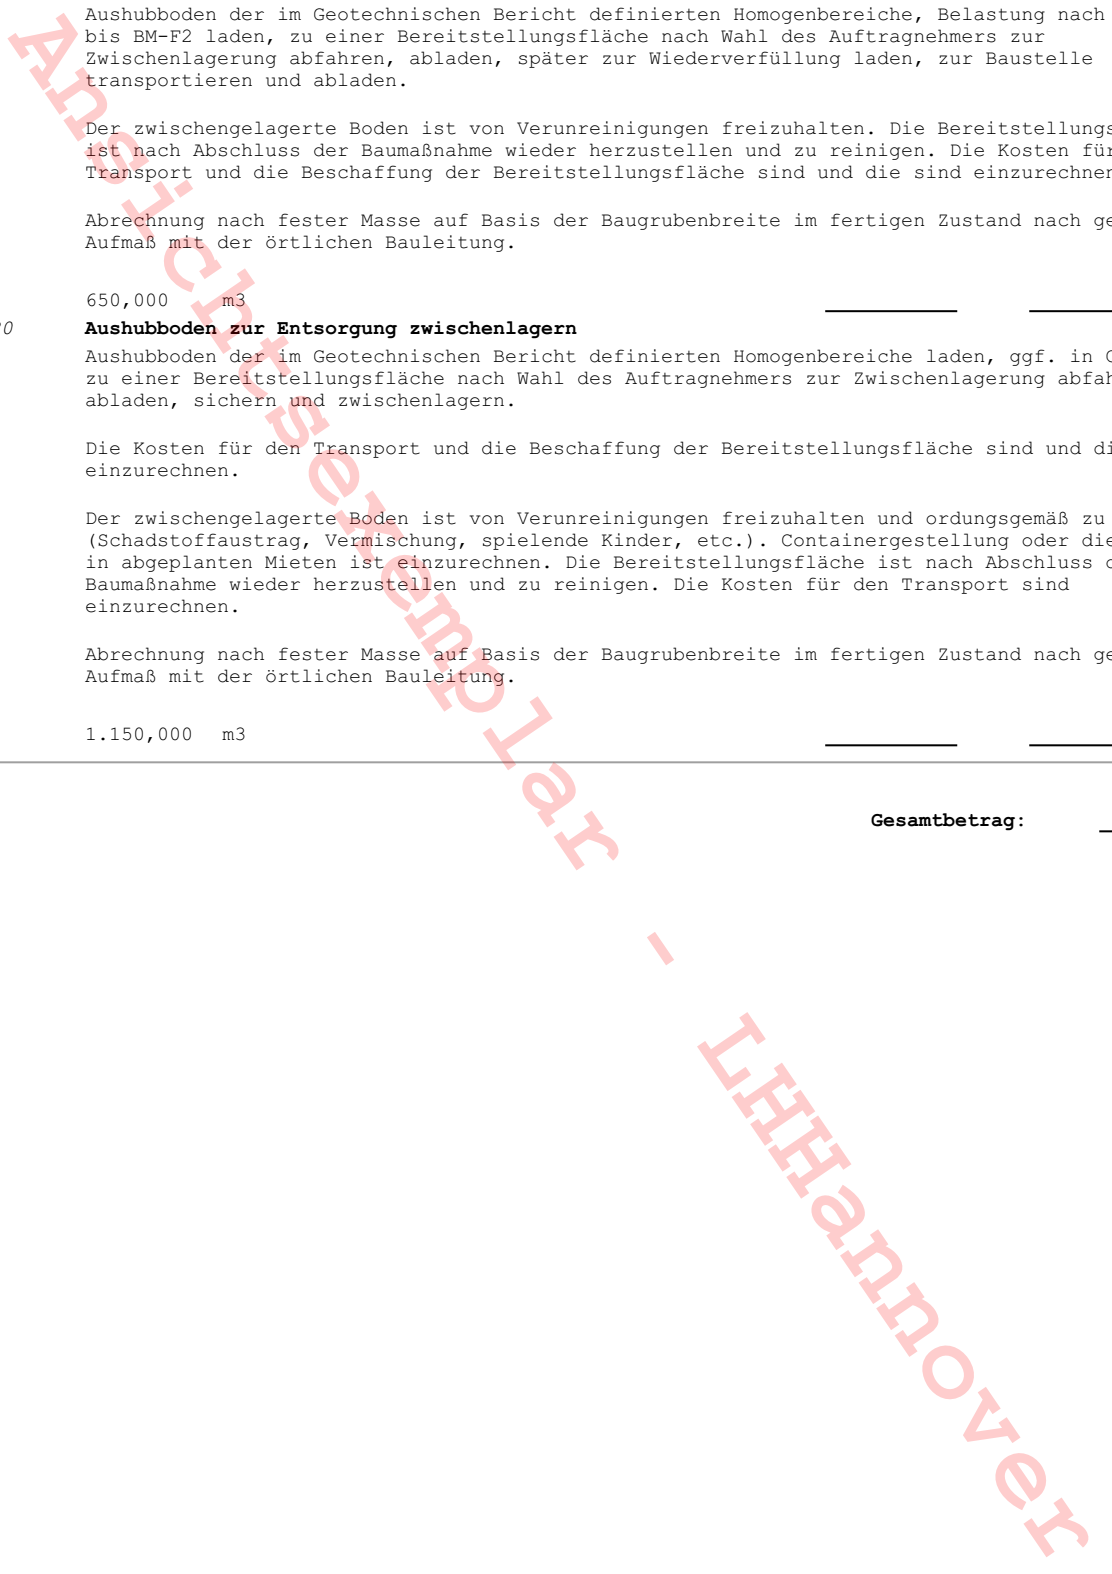 Aushubboden der im Geotechnischen Bericht definierten Homogenbereiche, Belastung nach
bis BM-F2 laden, zu einer Bereitstellungsfläche nach Wahl des Auftragnehmers zur
Zwischenlagerung abfahren, abladen, später zur Wiederverfüllung laden, zur Baustelle
transportieren und abladen.
Der zwischengelagerte Boden ist von Verunreinigungen freizuhalten. Die Bereitstellungs
ist nach Abschluss der Baumaßnahme wieder herzustellen und zu reinigen. Die Kosten für
Transport und die Beschaffung der Bereitstellungsfläche sind und die sind einzurechnen
Abrechnung nach fester Masse auf Basis der Baugrubenbreite im fertigen Zustand nach ge
Aufmaß mit der örtlichen Bauleitung.
650,000 m3
0 Aushubboden zur Entsorgung zwischenlagern
Aushubboden der im Geotechnischen Bericht definierten Homogenbereiche laden, ggf. in
zu einer Bereitstellungsfläche nach Wahl des Auftragnehmers zur Zwischenlagerung abfah
abladen, sichern und zwischenlagern.
Die Kosten für den Transport und die Beschaffung der Bereitstellungsfläche sind und di
einzurechnen.
Der zwischengelagerte Boden ist von Verunreinigungen freizuhalten und ordungsgemäß zu
(Schadstoffaustrag, Vermischung, spielende Kinder, etc.). Containergestellung oder die
in abgeplanten Mieten ist einzurechnen. Die Bereitstellungsfläche ist nach Abschluss
Baumaßnahme wieder herzustellen und zu reinigen. Die Kosten für den Transport sind
einzurechnen.
Abrechnung nach fester Masse auf Basis der Baugrubenbreite im fertigen Zustand nach ge
Aufmaß mit der örtlichen Bauleitung.
1.150,000 m3
Gesamtbetrag:
Ansichtsexemplar - LHHannover